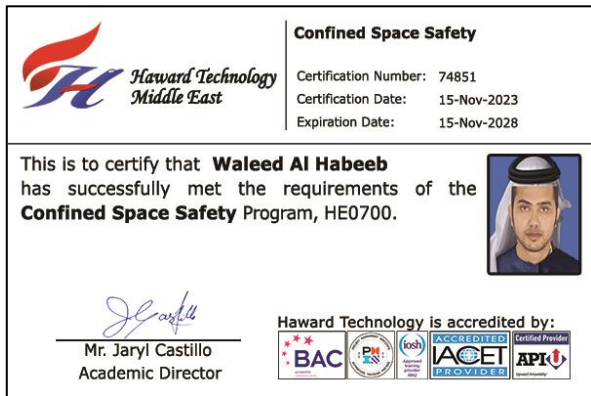 Confined Space Safety
Haward Technology
Middle East
Certification Number: 74851
Certification Date: 15-Nov-2023
Expiration Date: 15-Nov-2028
This is to certify that Waleed Al Habeeb
has successfully met the requirements of the
Confined Space Safety Program, HE0700.
Mr. Jaryl Castillo
Academic Director
Haward Technology is accredited by:
BAC
iosh
Approved
training
provider
ACCREDITED
IACET
PROVIDER
Certified Provider
API